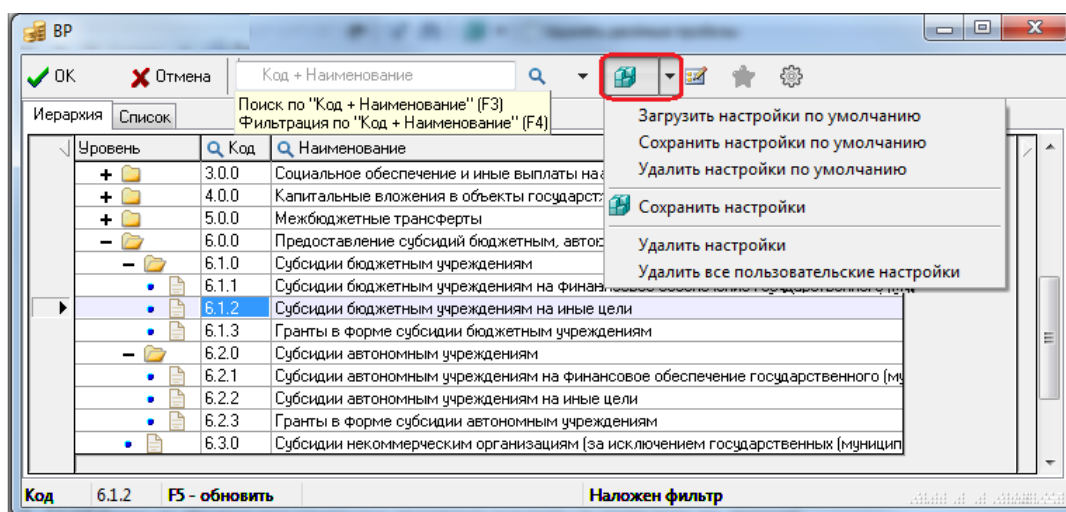 ВР
ОК
Отмена
Код + Наименование
Поиск по "Код + Наименование" (F3)
Фильтрация по "Код + Наименование" (F4)
Загрузить настройки по умолчанию
Сохранить настройки по умолчанию
Удалить настройки по умолчанию
Сохранить настройки
Удалить настройки
Удалить все пользовательские настройки
Иерархия Список
Уровень Код Наименование
3.0.0 Социальное обеспечение и иные выплаты
4.0.0 Капитальные вложения в объекты
5.0.0 Межбюджетные трансферты
6.0.0 Предоставление субсидий бюджетным,
6.1.0 Субсидии бюджетным учреждениям
6.1.1 Субсидии бюджетным учреждениям на
6.1.2 Субсидии бюджетным учреждениям на иные цели
6.1.3 Гранты в форме субсидии бюджетным учреждениям
6.2.0 Субсидии автономным учреждениям
6.2.1 Субсидии автономным учреждениям на финансовое обеспечение государственного (му
6.2.2 Субсидии автономным учреждениям на иные цели
6.2.3 Гранты в форме субсидии автономным учреждениям
6.3.0 Субсидии некоммерческим организациям (за исключением государственных (муницип
Код 6.1.2 F5 - обновить Наложен фильтр